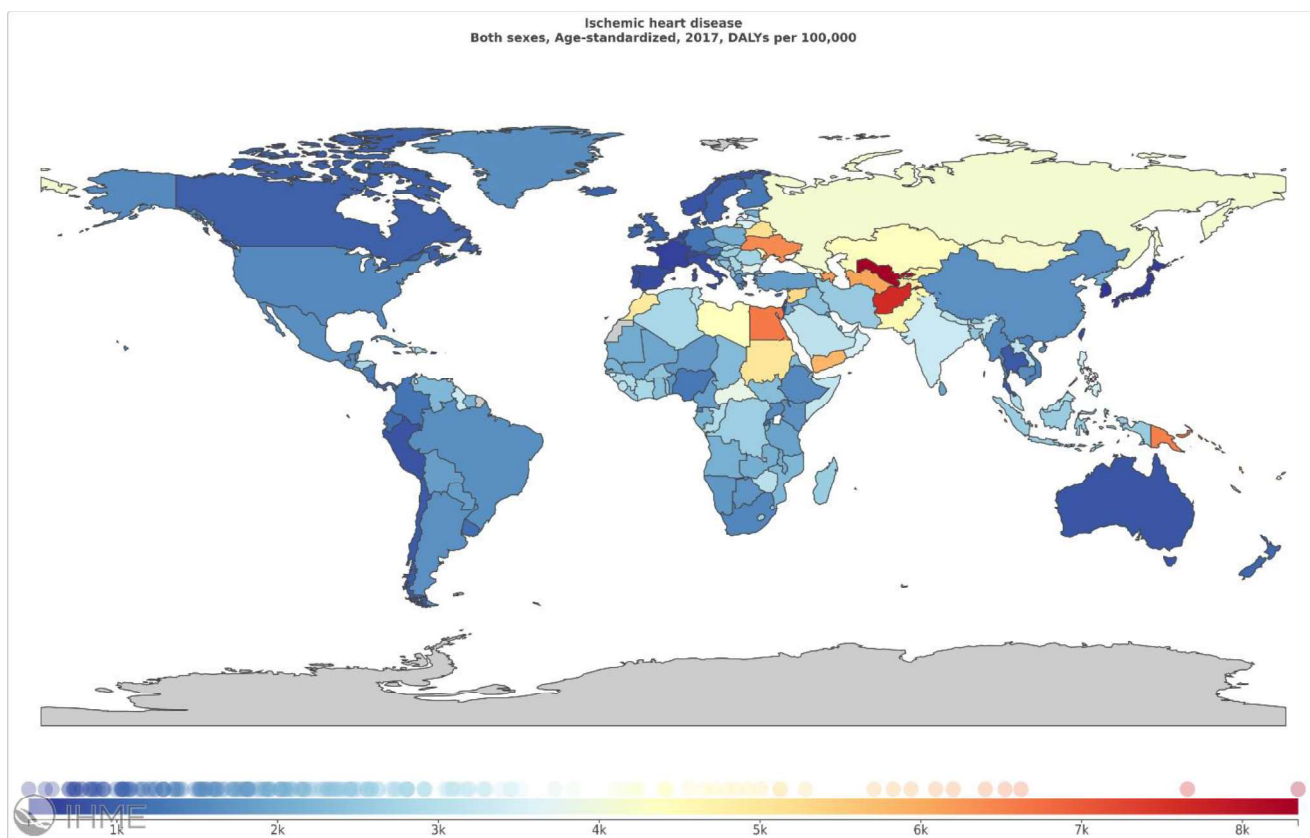 Ischemic heart disease
Both sexes, Age-standardized, 2017, DALYs per 100,000
IHME
1k 2k 3k 4k 5k 6k 7k 8k